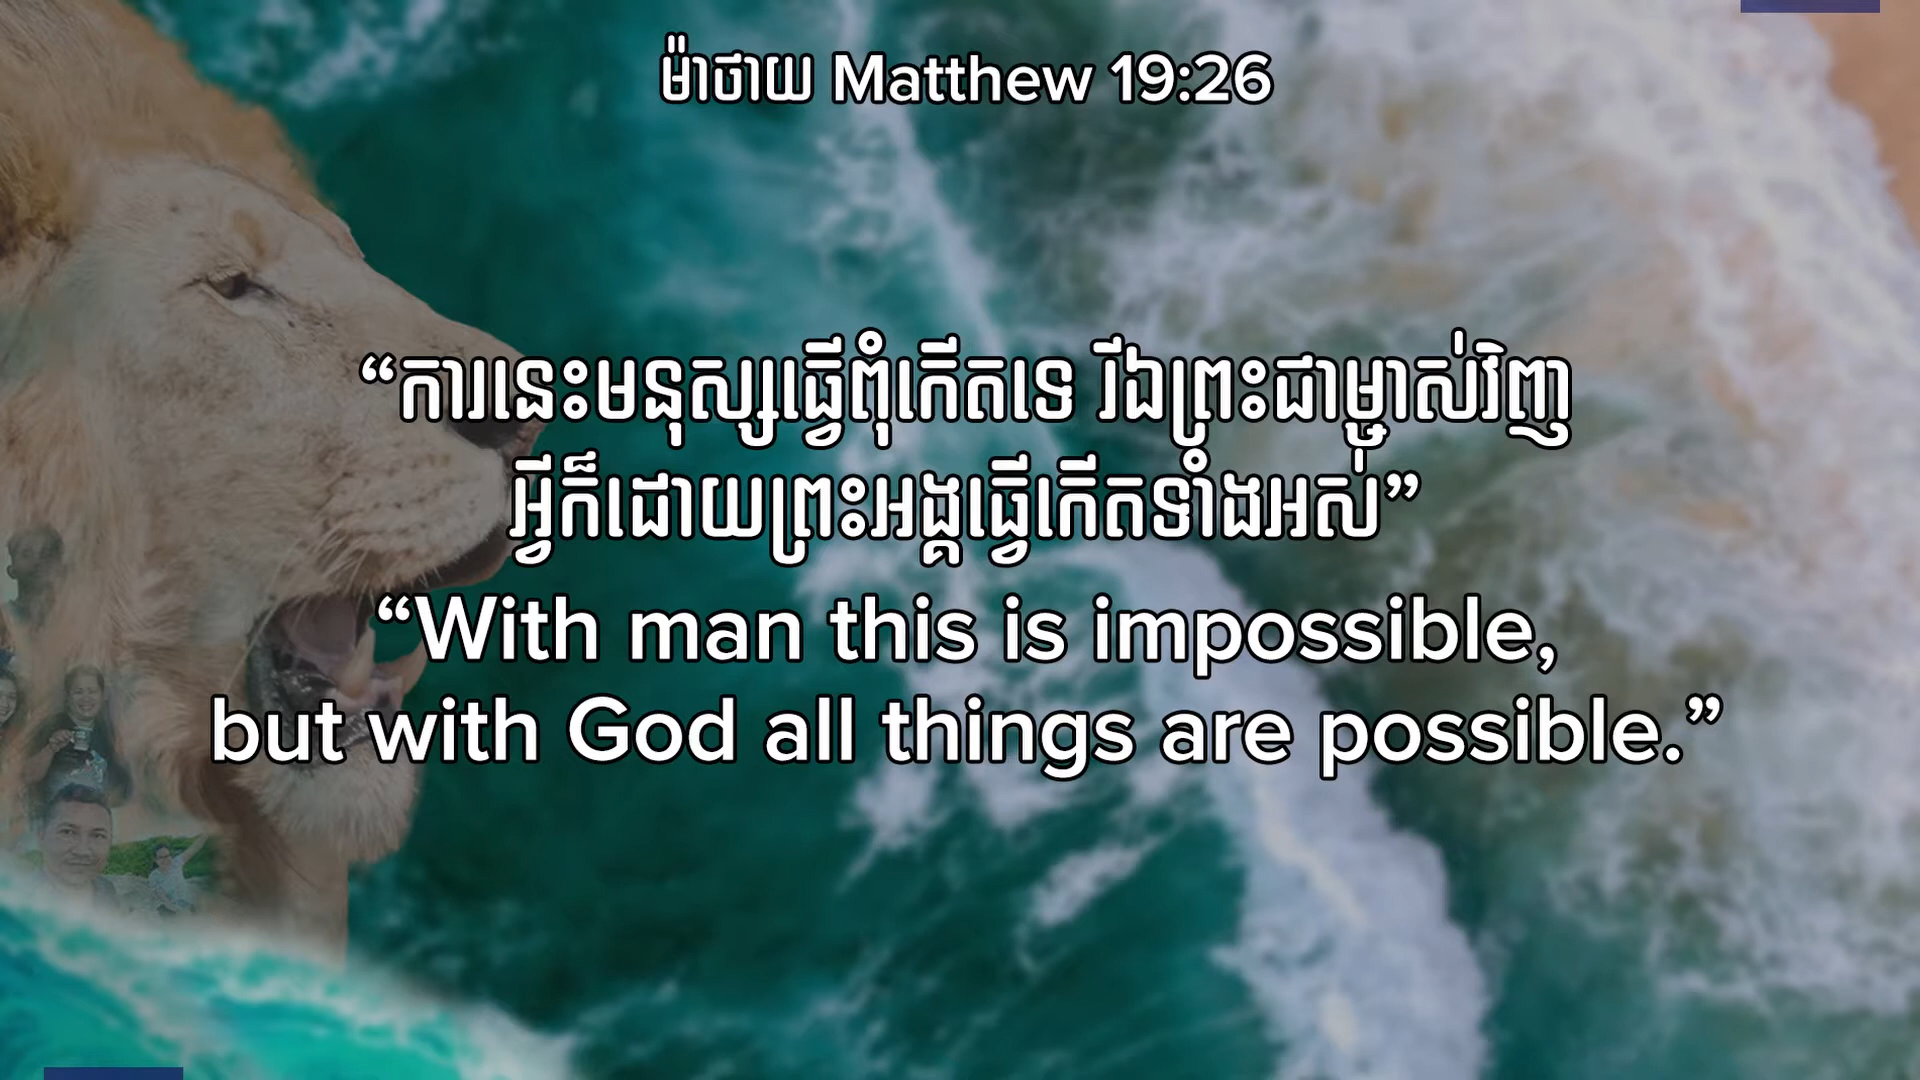 ម៉ាថាយ Matthew 19:26
“ការនេះមនុស្សធ្វើពុំកើតទេ រីឯព្រះជាម្ចាស់វិញ
អ្វីក៏ដោយព្រះអង្គធ្វើកើតទាំងអស់”
“With man this is impossible,
but with God all things are possible.”